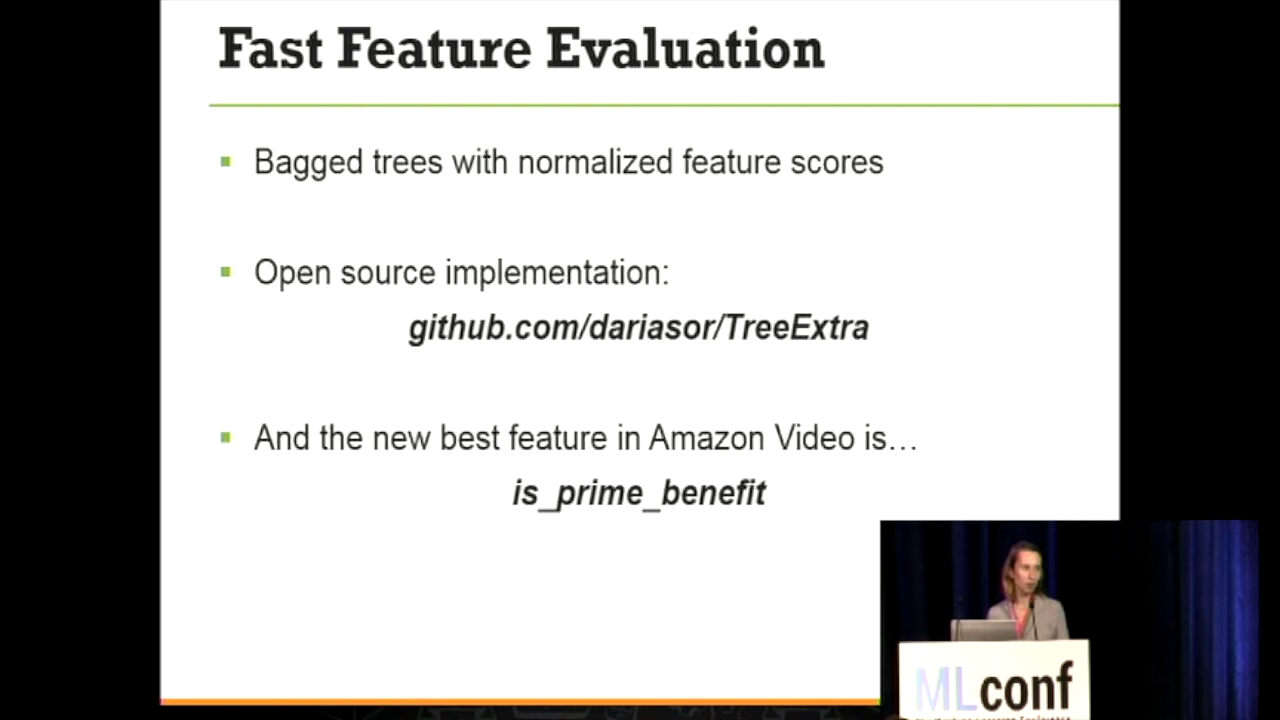 Fast Feature Evaluation
Bagged trees with normalized feature scores
Open source implementation:
github.com/dariasor/TreeExtra
And the new best feature in Amazon Video is…
is_prime_benefit
MLconf